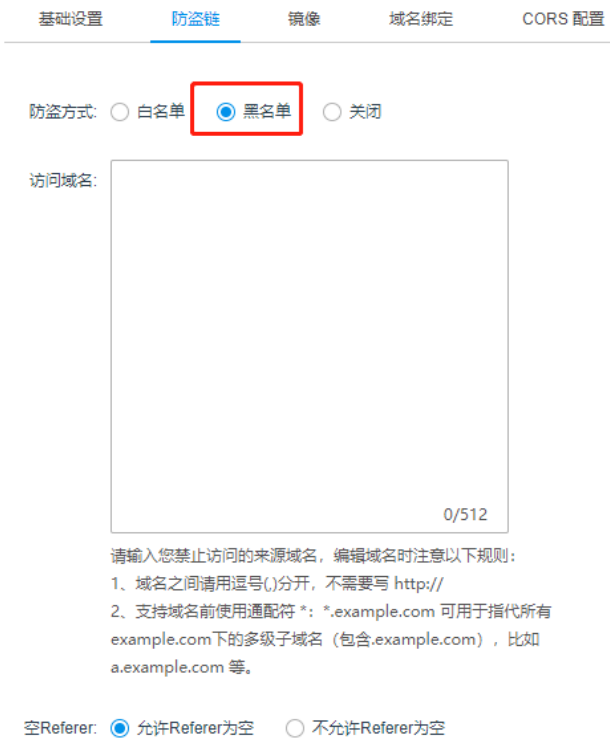 基础设置 防盗链 镜像 域名绑定 CORS 配置
防盗方式: 白名单 黑名单 关闭
访问域名:
0/512
请输入您禁止访问的来源域名，编辑域名时注意以下规则：
1、域名之间请用逗号(,)分开，不需要写 http://
2、支持域名前使用通配符 *：*.example.com 可用于指代所有
example.com下的多级子域名（包含.example.com），比如
a.example.com 等。
空Referer: 允许Referer为空 不允许Referer为空